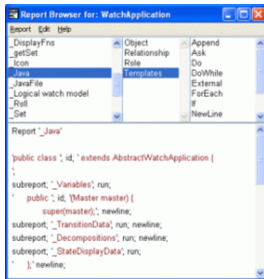 Report Browser for: WatchApplication
Report Edit Help
_DisplayFns
_getSet
_Icon
_Java
_JavaFile
_Logical watch model
_Roll
_Set
Object
Relationship
Role
Templates
Append
Ask
Do
DoWhile
External
ForEach
If
NewLine
Report '_Java'
'public class ', id, ' extends AbstractWatchApplication {
';
subreport; '_Variables'; run;
' public '; id; '(Master master) {
super(master);'; newline;
subreport; '_TransitionData'; run; newline;
subreport; '_Decompositions'; run; newline;
subreport; '_StateDisplayData'; run;
' };' newline;